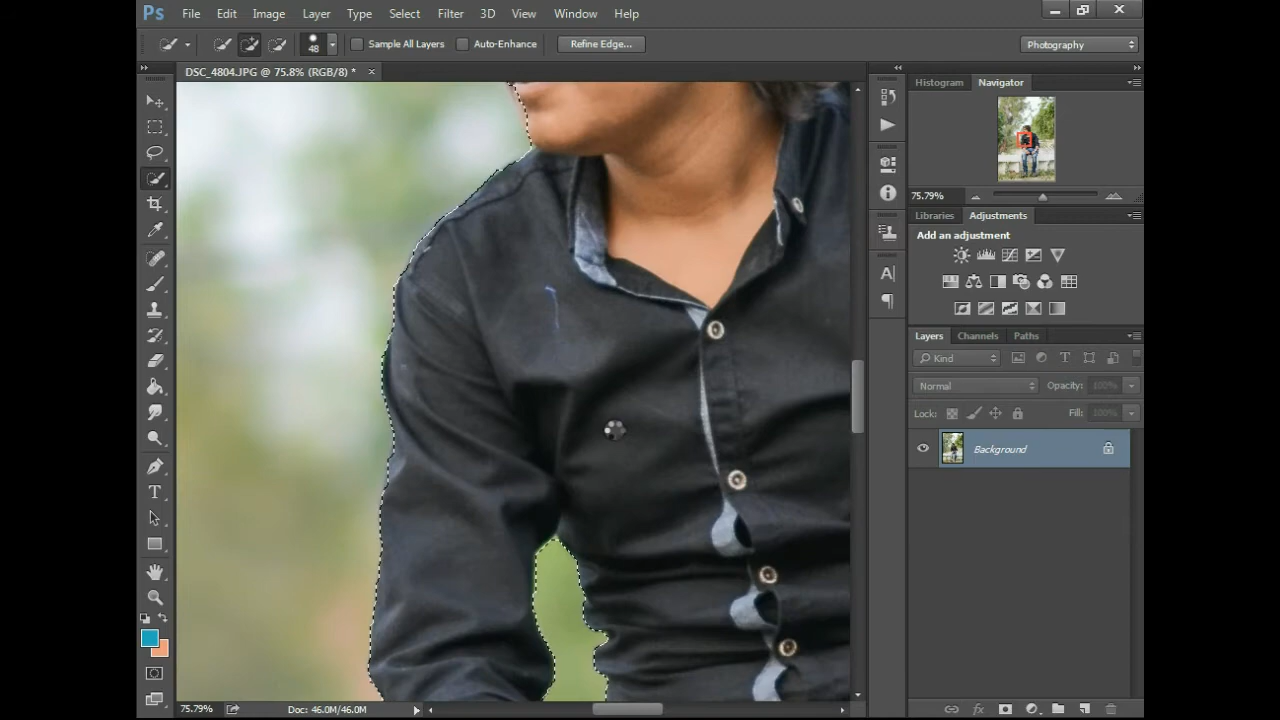 Ps File Edit Image Layer Type Select Filter 3D View Window Help
48 Sample All Layers Auto-Enhance Refine Edge... Photography
DSC_4804.JPG @ 75.8% (RGB/8) * ×
Histogram Navigator
75.79%
Libraries Adjustments
Add an adjustment
Layers Channels Paths
Kind
Normal Opacity: 100%
Lock: Fill: 100%
Background
75.79% Doc: 46.0M/46.0M